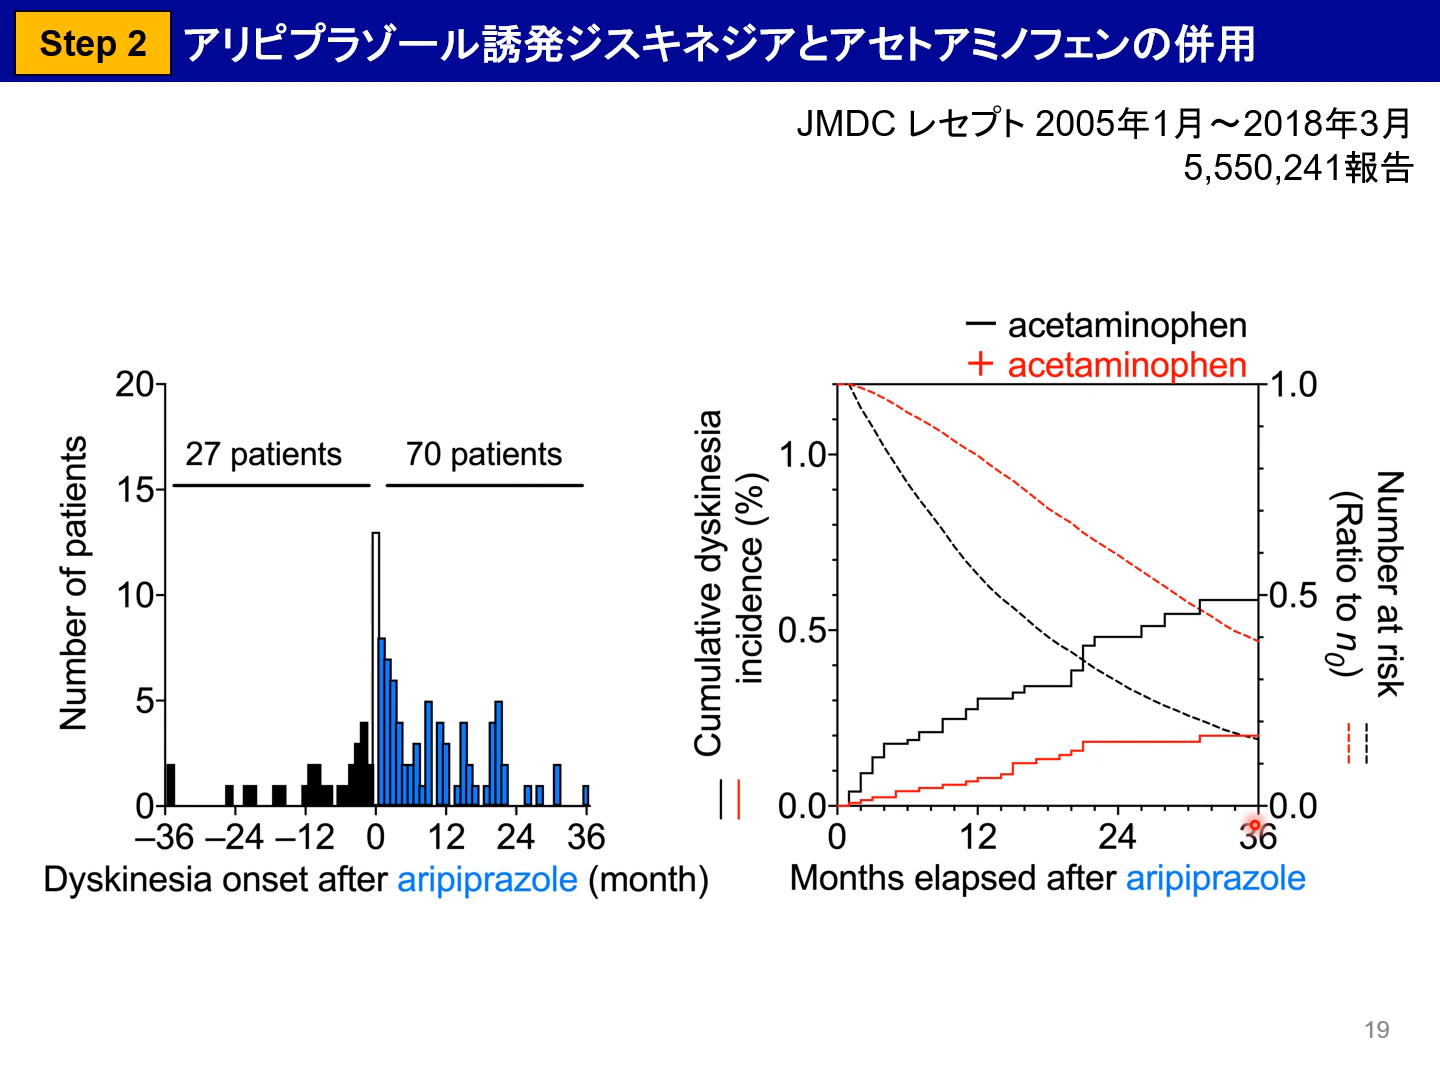 Step 2
アリピプラゾール誘発ジスキネジアとアセトアミノフェンの併用
JMDC レセプト 2005年1月～2018年3月
5,550,241報告
27 patients
70 patients
Number of patients
20
15
10
5
0
−36 −24 −12 0 12 24 36
Dyskinesia onset after aripiprazole (month)
− acetaminophen
+ acetaminophen
Cumulative dyskinesia
incidence (%)
1.0
0.5
0.0
1.0
0.5
0.0
Number at risk
(Ratio to n0)
0 12 24 36
Months elapsed after aripiprazole
19